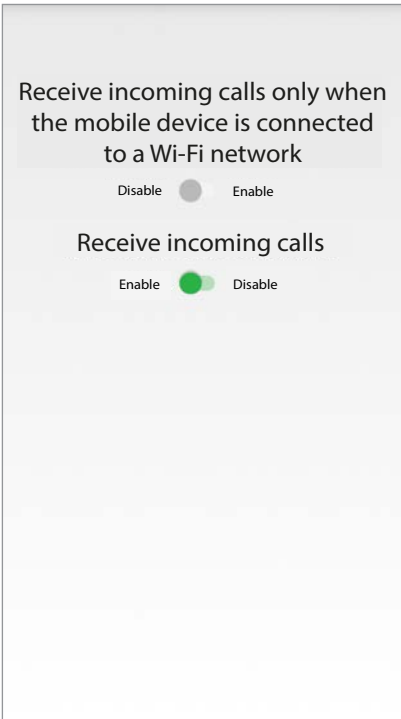 Receive incoming calls only when
the mobile device is connected
to a Wi-Fi network
Disable Enable
Receive incoming calls
Enable Disable